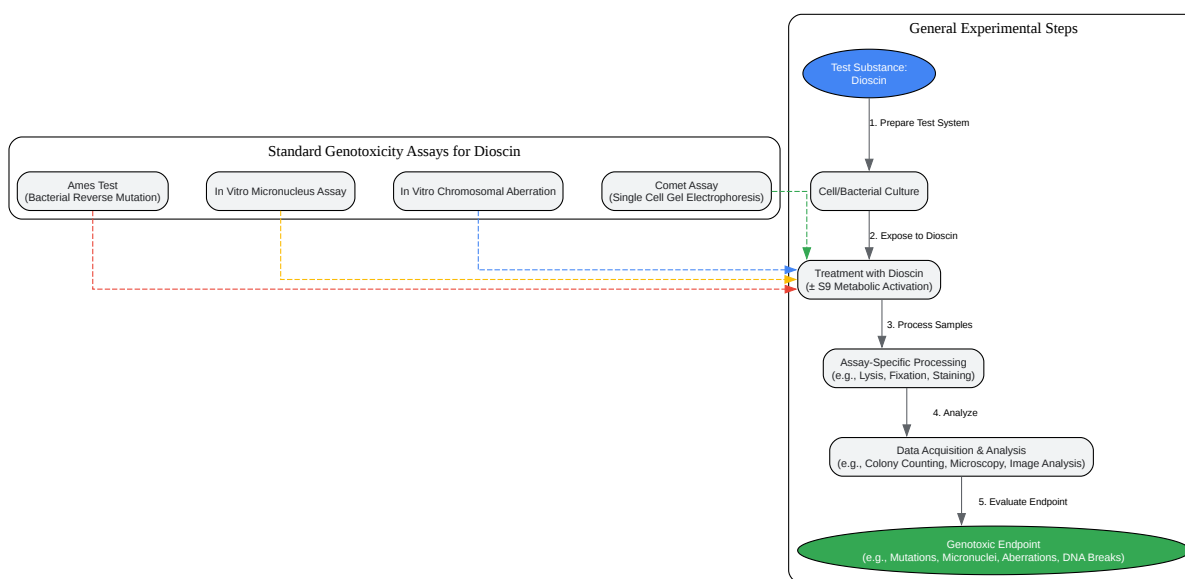 General Experimental Steps
Test Substance:
Dioscin
1. Prepare Test System
Standard Genotoxicity Assays for Dioscin
Ames Test
(Bacterial Reverse Mutation)
In Vitro Micronucleus Assay
In Vitro Chromosomal Aberration
Comet Assay
(Single Cell Gel Electrophoresis)
Cell/Bacterial Culture
2. Expose to Dioscin
Treatment with Dioscin
(± S9 Metabolic Activation)
3. Process Samples
Assay-Specific Processing
(e.g., Lysis, Fixation, Staining)
4. Analyze
Data Acquisition & Analysis
(e.g., Colony Counting, Microscopy, Image Analysis)
5. Evaluate Endpoint
Genotoxic Endpoint
(e.g., Mutations, Micronuclei, Aberrations, DNA Breaks)